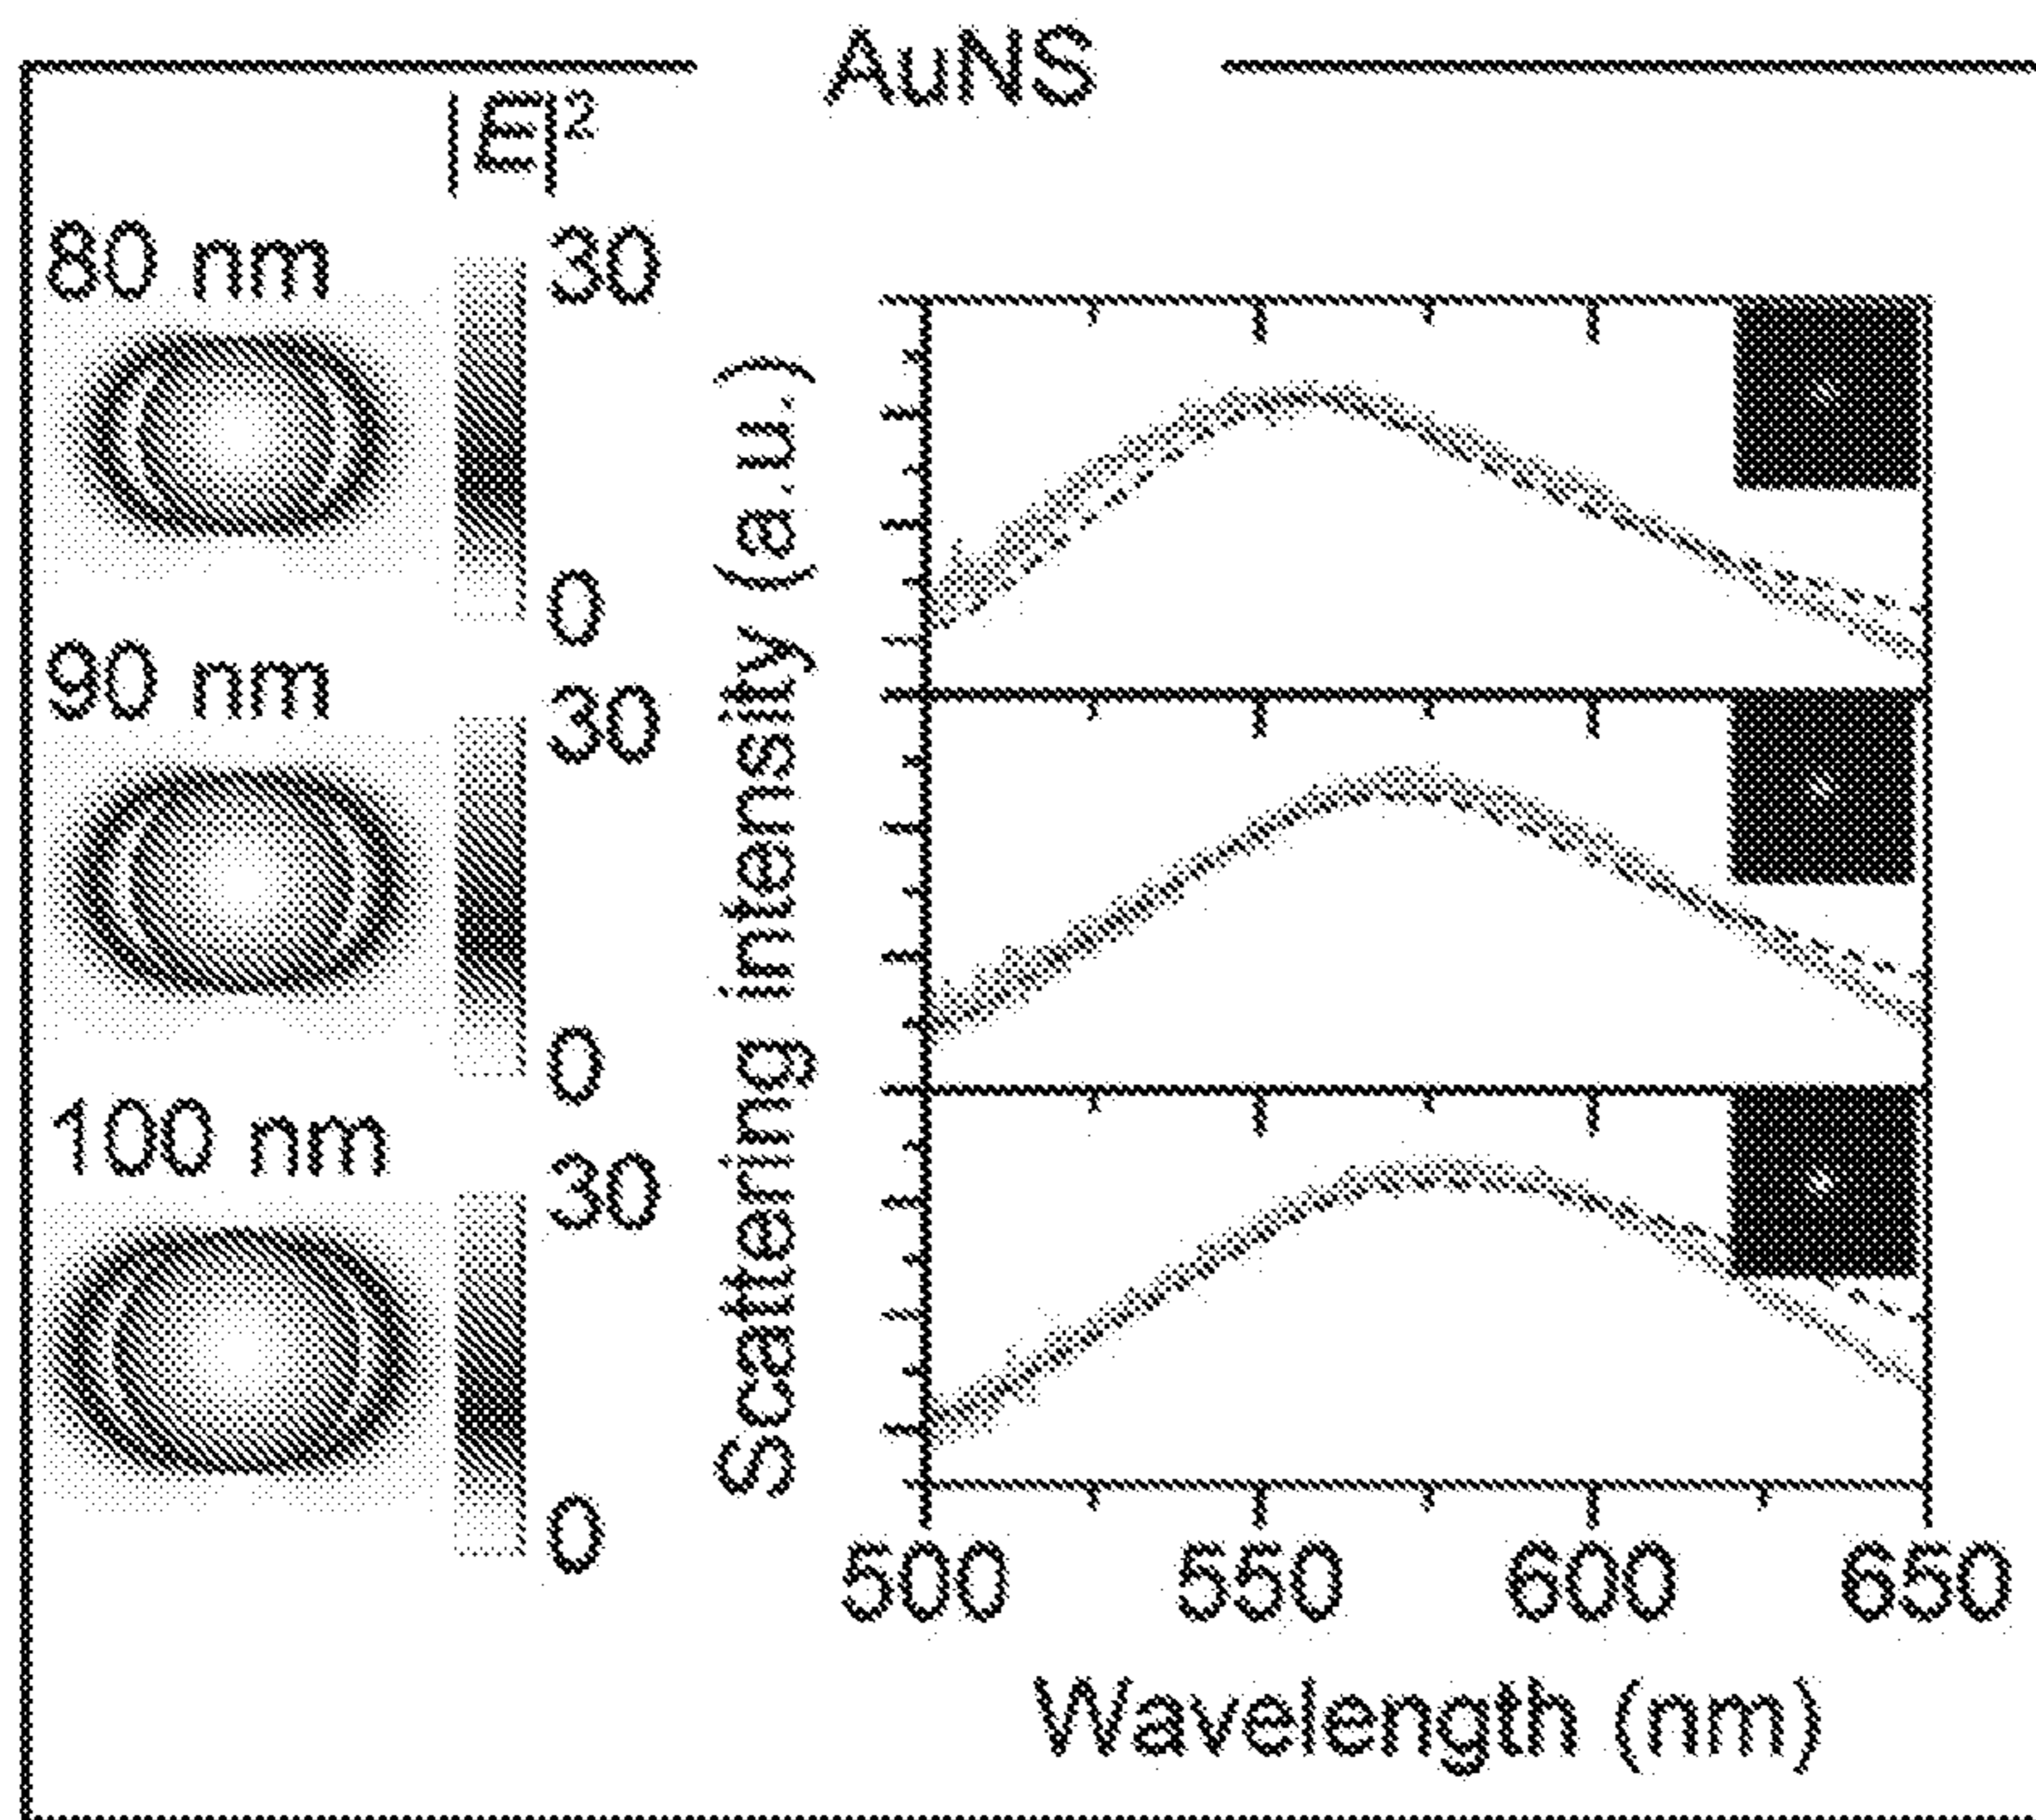 AuNS
|E|²
80 nm
30
0
90 nm
30
0
100 nm
30
0
Scattering intensity (a.u.)
500 550 600 650
Wavelength (nm)